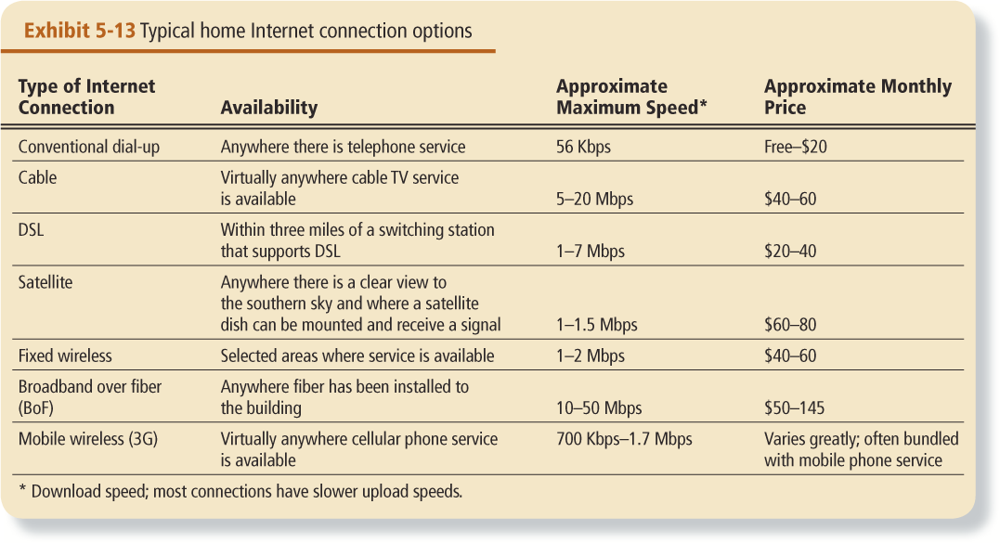 Exhibit 5-13 Typical home Internet connection options
Type of Internet Connection | Availability | Approximate Maximum Speed* | Approximate Monthly Price
Conventional dial-up | Anywhere there is telephone service | 56 Kbps | Free–$20
Cable | Virtually anywhere cable TV service is available | 5–20 Mbps | $40–60
DSL | Within three miles of a switching station that supports DSL | 1–7 Mbps | $20–40
Satellite | Anywhere there is a clear view to the southern sky and where a satellite dish can be mounted and receive a signal | 1–1.5 Mbps | $60–80
Fixed wireless | Selected areas where service is available | 1–2 Mbps | $40–60
Broadband over fiber (BoF) | Anywhere fiber has been installed to the building | 10–50 Mbps | $50–145
Mobile wireless (3G) | Virtually anywhere cellular phone service is available | 700 Kbps–1.7 Mbps | Varies greatly; often bundled with mobile phone service
* Download speed; most connections have slower upload speeds.